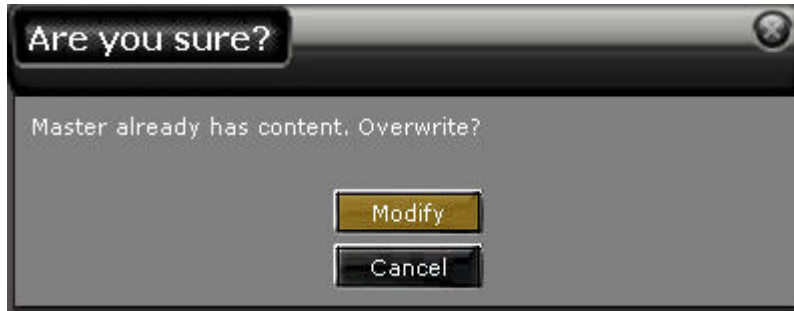 Are you sure?
Master already has content. Overwrite?
Modify
Cancel